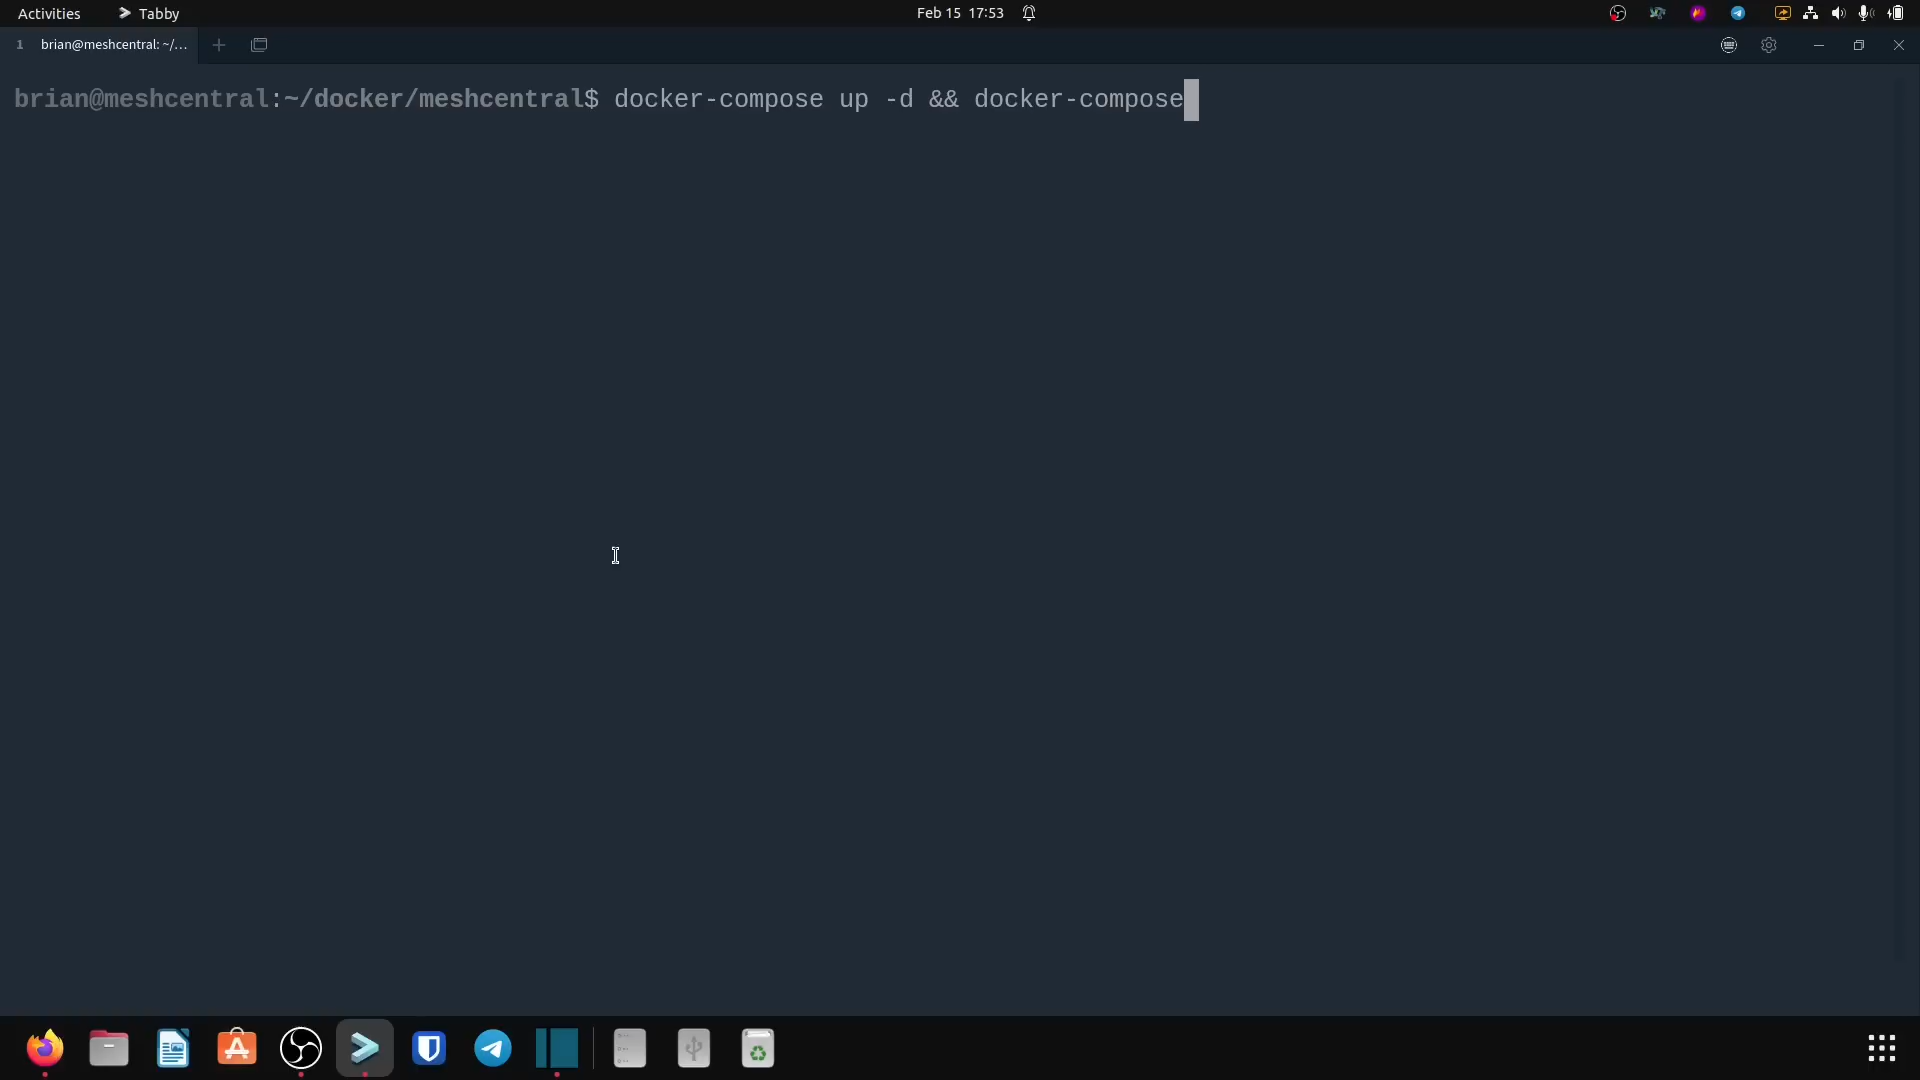 Activities
Tabby
Feb 15 17:53
1 brian@meshcentral: ~/...
brian@meshcentral:~/docker/meshcentral$ docker-compose up -d && docker-compose